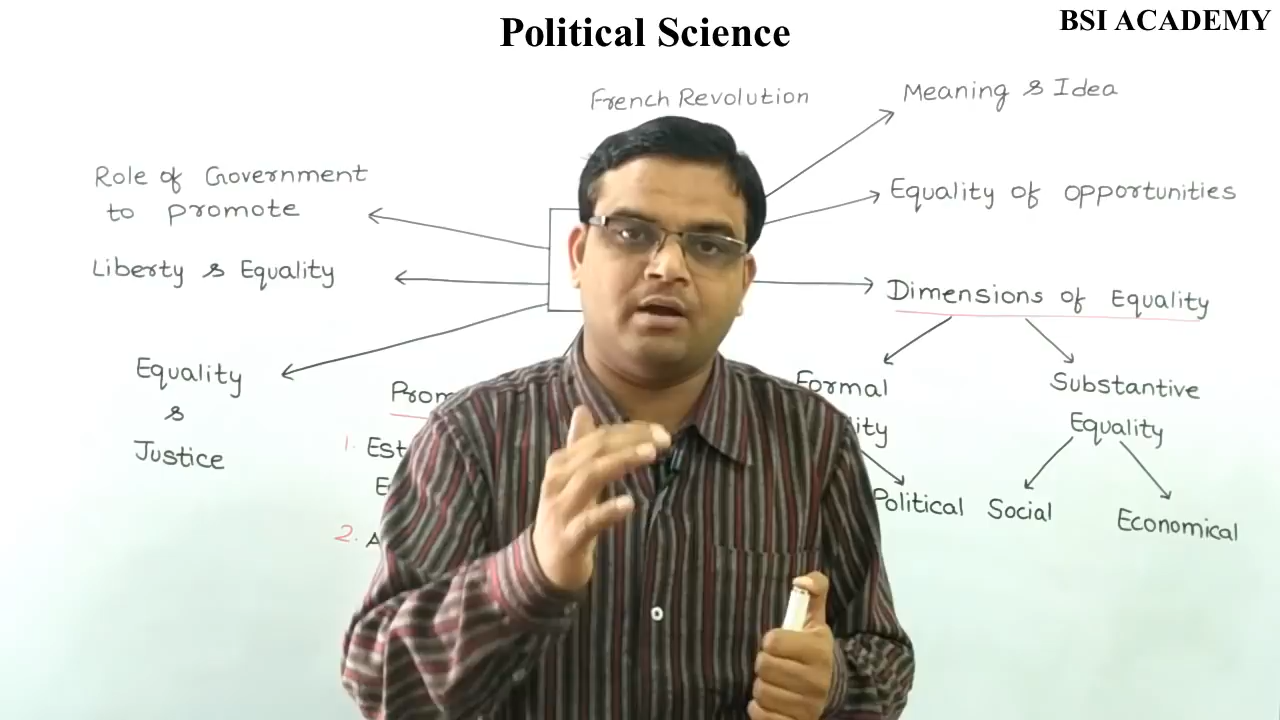 Political Science
BSI ACADEMY
French Revolution
Meaning & Idea
Role of Government
to promote
Equality of opportunities
Liberty & Equality
Dimensions of Equality
Equality
&
Justice
Formal
Substantive
Equality
1.
2.
Political
Social
Economical